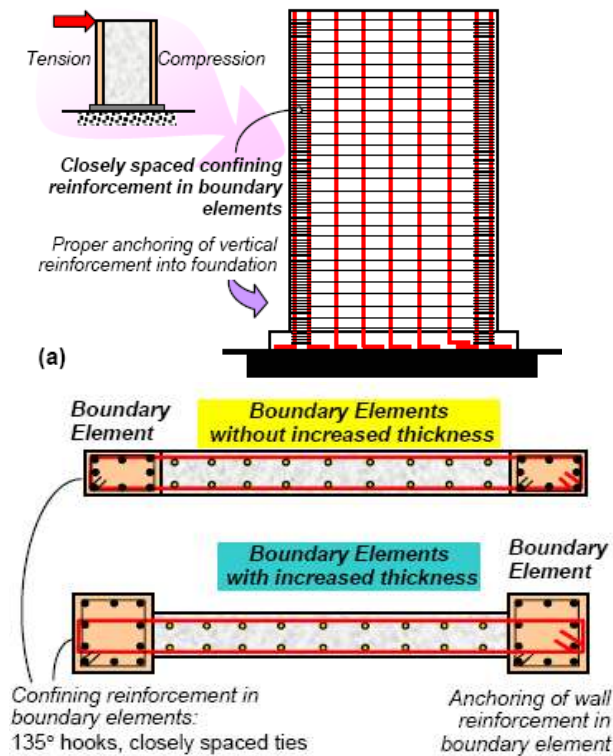 Tension
Compression
Closely spaced confining
reinforcement in boundary
elements
Proper anchoring of vertical
reinforcement into foundation
(a)
Boundary
Element
Boundary Elements
without increased thickness
Boundary Elements
with increased thickness
Boundary
Element
Confining reinforcement in
boundary elements:
135° hooks, closely spaced ties
Anchoring of wall
reinforcement in
boundary element